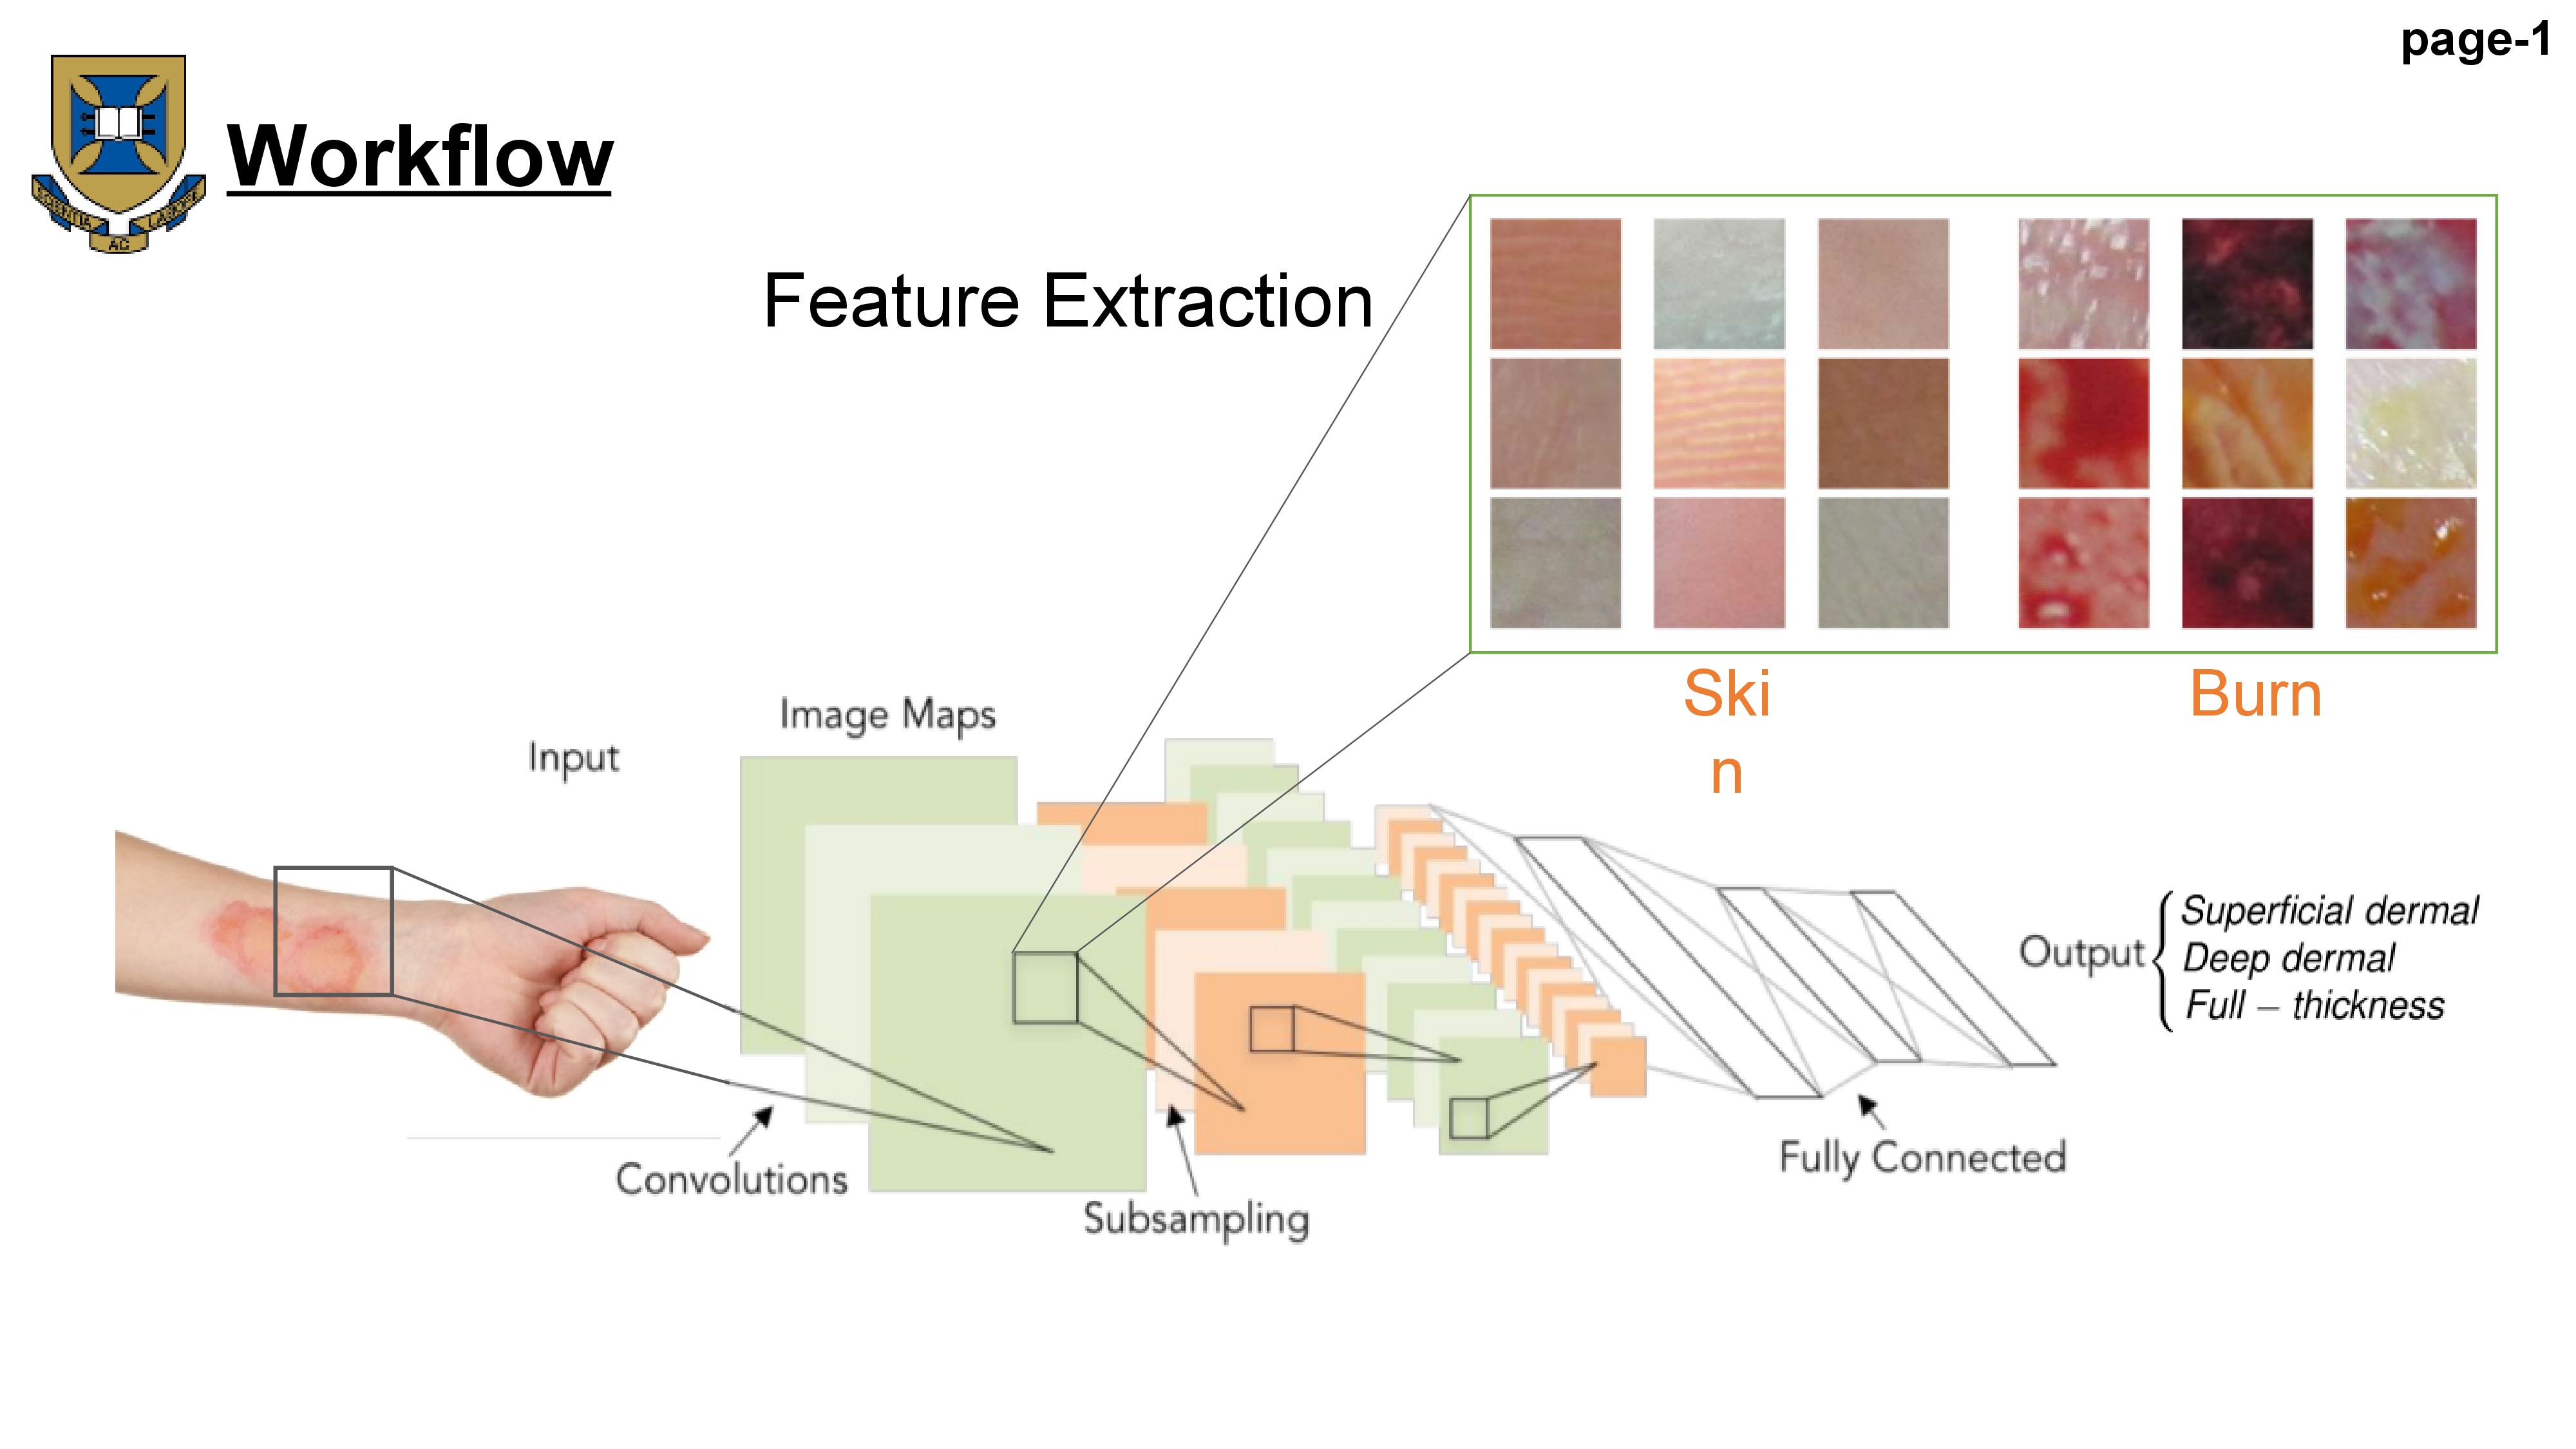 page-1
Workflow
Feature Extraction
Ski
n
Burn
Image Maps
Input
Output
Superficial dermal
Deep dermal
Full – thickness
Convolutions
Subsampling
Fully Connected
AC